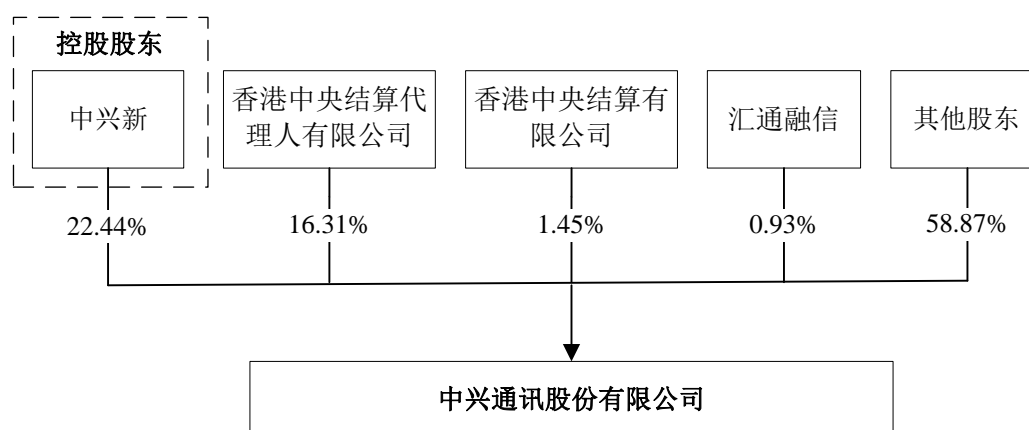 控股股东
中兴新
香港中央结算代
理人有限公司
香港中央结算有
限公司
汇通融信
其他股东
22.44%
16.31%
1.45%
0.93%
58.87%
中兴通讯股份有限公司